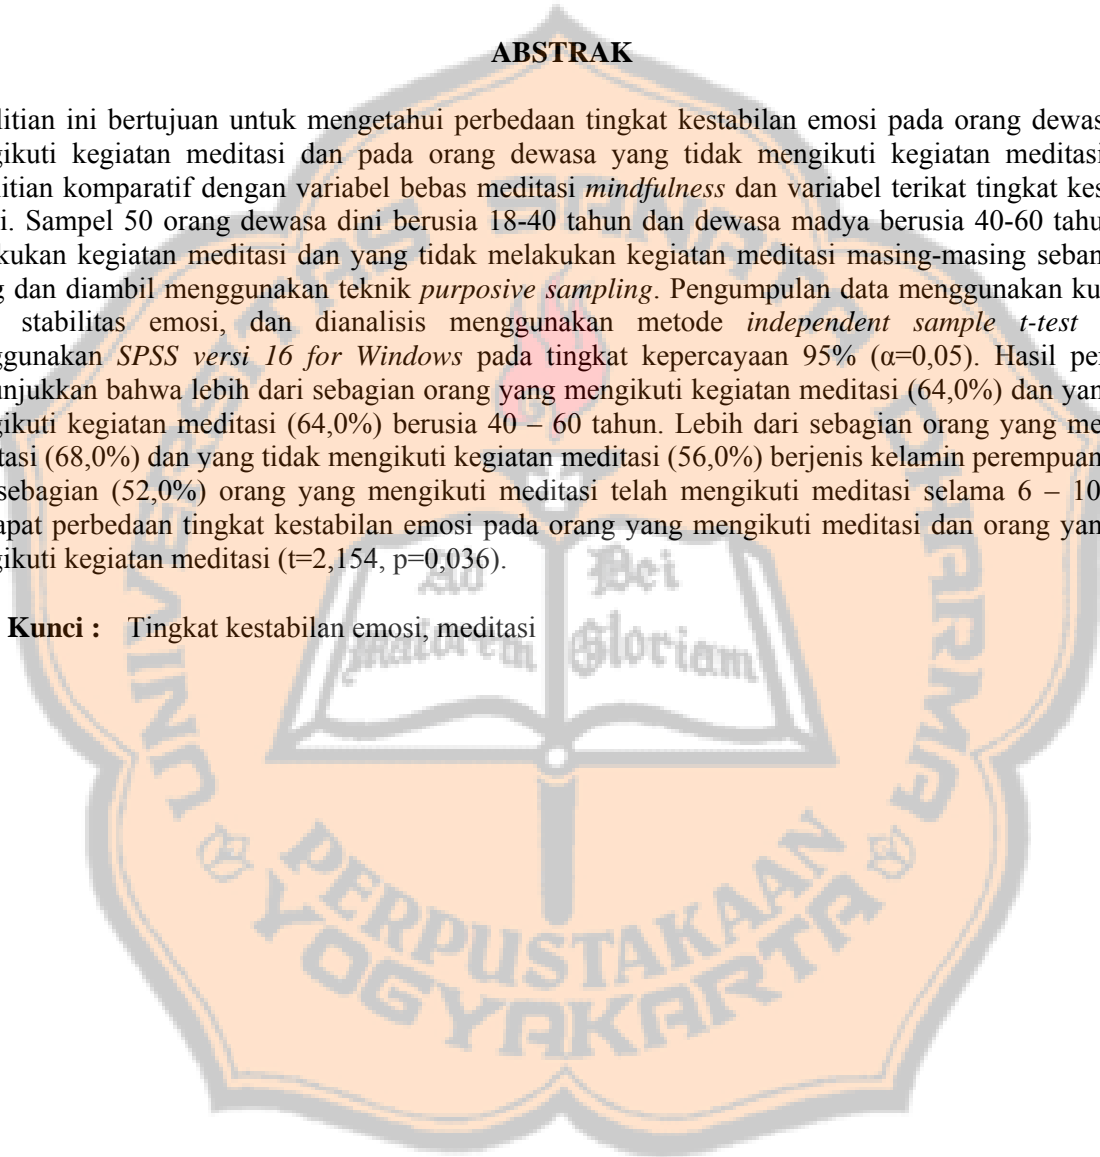 ABSTRAK
litian ini bertujuan untuk mengetahui perbedaan tingkat kestabilan emosi pada orang dewas
gikuti kegiatan meditasi dan pada orang dewasa yang tidak mengikuti kegiatan meditasi
litian komparatif dengan variabel bebas meditasi mindfulness dan variabel terikat tingkat kes
i. Sampel 50 orang dewasa dini berusia 18-40 tahun dan dewasa madya berusia 40-60 tahu
kukan kegiatan meditasi dan yang tidak melakukan kegiatan meditasi masing-masing seban
g dan diambil menggunakan teknik purposive sampling. Pengumpulan data menggunakan ku
stabilitas emosi, dan dianalisis menggunakan metode independent sample t-test
ggunakan SPSS versi 16 for Windows pada tingkat kepercayaan 95% (α=0,05). Hasil pe
unjukkan bahwa lebih dari sebagian orang yang mengikuti kegiatan meditasi (64,0%) dan yan
gikuti kegiatan meditasi (64,0%) berusia 40 – 60 tahun. Lebih dari sebagian orang yang me
tasi (68,0%) dan yang tidak mengikuti kegiatan meditasi (56,0%) berjenis kelamin perempuan
sebagian (52,0%) orang yang mengikuti meditasi telah mengikuti meditasi selama 6 – 10
apat perbedaan tingkat kestabilan emosi pada orang yang mengikuti meditasi dan orang yan
gikuti kegiatan meditasi (t=2,154, p=0,036).
Kunci : Tingkat kestabilan emosi, meditasi
UNIVERSITAS SANATA DHARMA
Ad Dei
Maiorem Gloriam
PERPUSTAKAAN
YOGYAKARTA